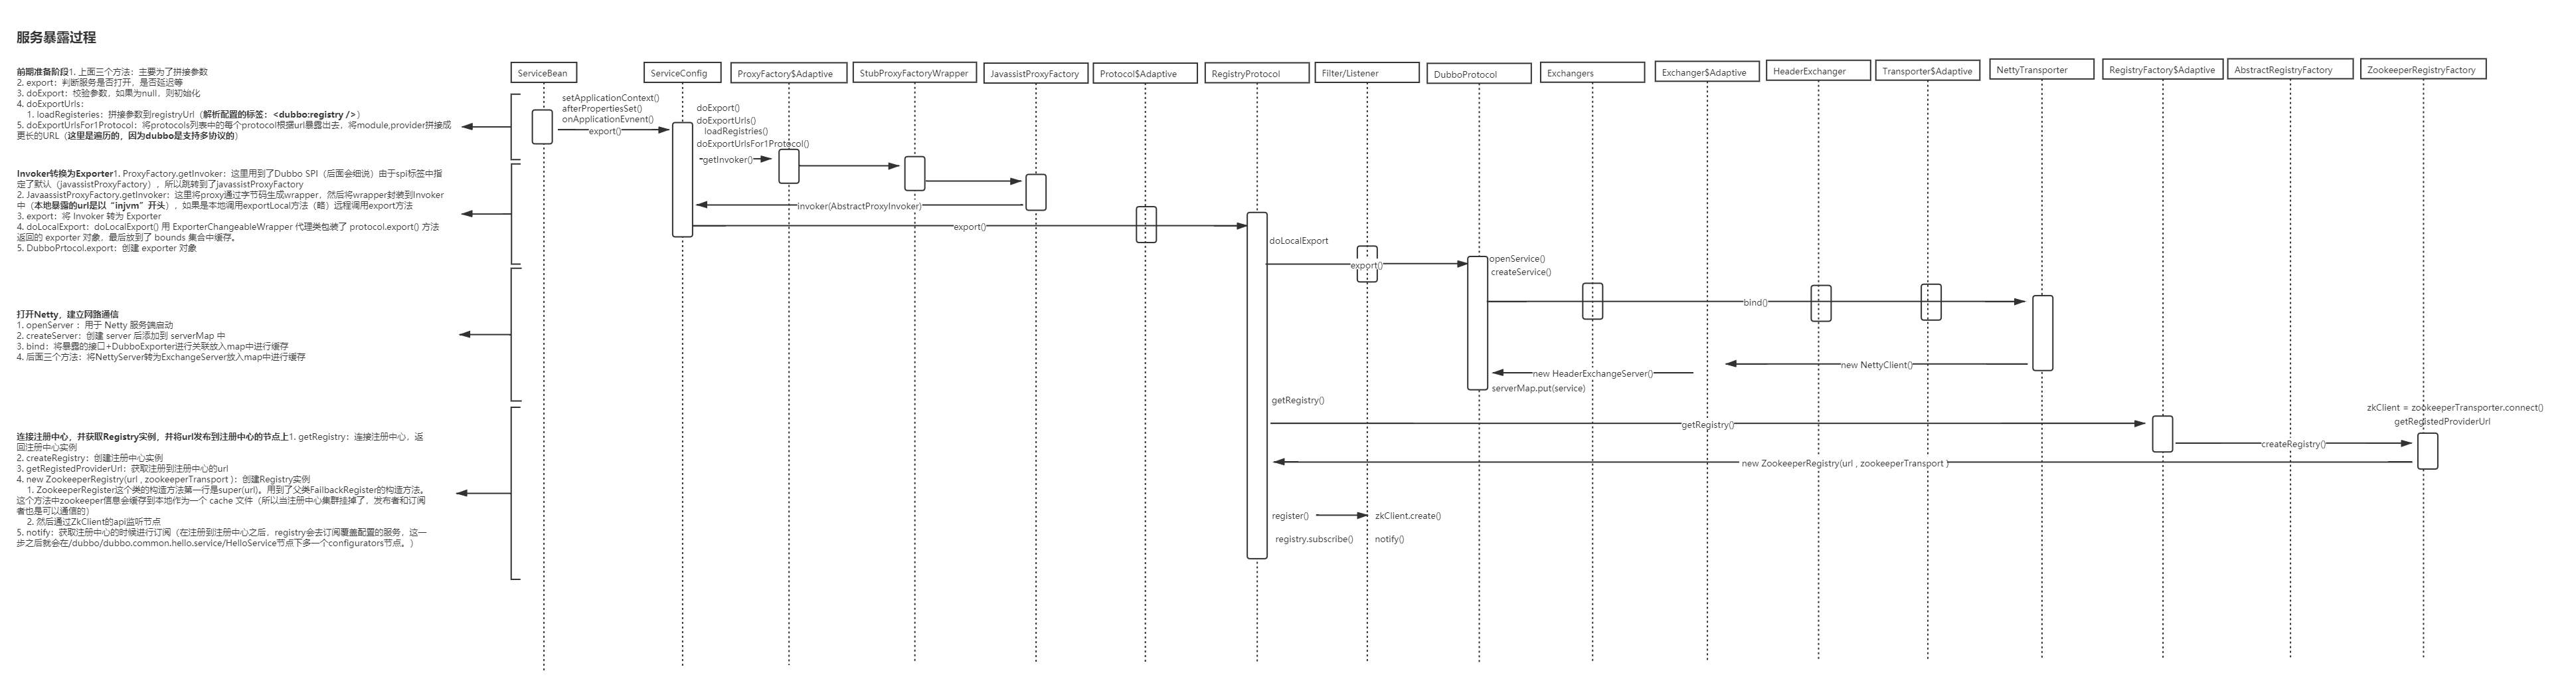 服务暴露过程
前期准备阶段1. 上面三个方法：主要为了拼接参数
2. export：判断服务是否打开，是否延迟等
3. doExport：校验参数，如果为null，则初始化
4. doExportUrls:
1. loadRegisteries：拼接参数到registryUrl（解析配置的标签：<dubbo:registry />）
5. doExportUrlsFor1Protocol：将protocols列表中的每个protocol根据url暴露出去，将module,provider拼接成
更长的URL（这里是遍历的，因为dubbo是支持多协议的）
Invoker转换为Exporter1. ProxyFactory.getInvoker：这里用到了Dubbo SPI（后面会细说）由于spi标签中指
定了默认（javassistProxyFactory），所以跳转到了javassistProxyFactory
2. JavaassistProxyFactory.getInvoker：这里将proxy通过字节码生成wrapper，然后将wrapper封装到Invoker
中（本地暴露的url是以“injvm”开头），如果是本地调用exportLocal方法（略）远程调用export方法
3. export：将 Invoker 转为 Exporter
4. doLocalExport：doLocalExport() 用 ExporterChangeableWrapper 代理类包装了 protocol.export() 方法
返回的 exporter 对象，最后放到了 bounds 集合中缓存。
5. DubboPrtocol.export：创建 exporter 对象
打开Netty，建立网路通信
1. openServer ：用于 Netty 服务端启动
2. createServer：创建 server 后添加到 serverMap 中
3. bind：将暴露的接口+DubboExporter进行关联放入map中进行缓存
4. 后面三个方法：将NettyServer转为ExchangeServer放入map中进行缓存
连接注册中心，并获取Registry实例，并将url发布到注册中心的节点上1. getRegistry：连接注册中心，返
回注册中心实例
2. createRegistry：创建注册中心实例
3. getRegistedProviderUrl：获取注册到注册中心的url
4. new ZookeeperRegistry(url , zookeeperTransport )：创建Registry实例
1. ZookeeperRegister这个类的构造方法第一行是super(url)。用到了父类FailbackRegister的构造方法。
这个方法中zookeeper信息会缓存到本地作为一个 cache 文件（所以当注册中心集群挂掉了，发布者和订阅
者也是可以通信的）
2. 然后通过ZkClient的api监听节点
5. notify：获取注册中心的时候进行订阅（在注册到注册中心之后，registry会去订阅覆盖配置的服务，这一
步之后就会在/dubbo/dubbo.common.hello.service/HelloService节点下多一个configurators节点。）
ServiceBean
ServiceConfig
ProxyFactory$Adaptive
StubProxyFactoryWrapper
JavassistProxyFactory
Protocol$Adaptive
RegistryProtocol
Filter/Listener
DubboProtocol
Exchangers
Exchanger$Adaptive
HeaderExchanger
Transporter$Adaptive
NettyTransporter
RegistryFactory$Adaptive
AbstractRegistryFactory
ZookeeperRegistryFactory
setApplicationContext()
afterPropertiesSet()
onApplicationEvnent()
export()
doExport()
doExportUrls()
loadRegistries()
doExportUrlsFor1Protocol()
getInvoker()
invoker(AbstractProxyInvoker)
export()
doLocalExport
export()
openService()
createService()
bind()
new NettyClient()
new HeaderExchangeServer()
serverMap.put(service)
getRegistry()
getRegistry()
zkClient = zookeeperTransporter.connect()
getRegistedProviderUrl
createRegistry()
new ZookeeperRegistry(url , zookeeperTransport )
register()
zkClient.create()
registry.subscribe()
notify()